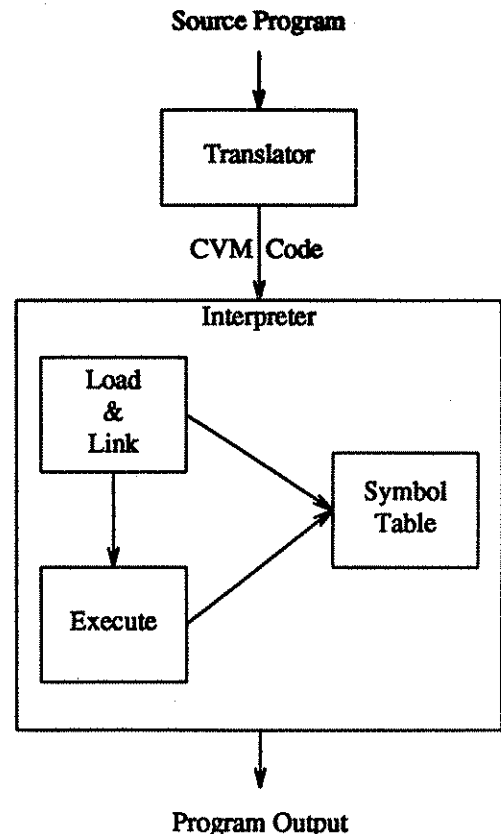 Source Program
Translator
CVM Code
Interpreter
Load
&
Link
Symbol
Table
Execute
Program Output